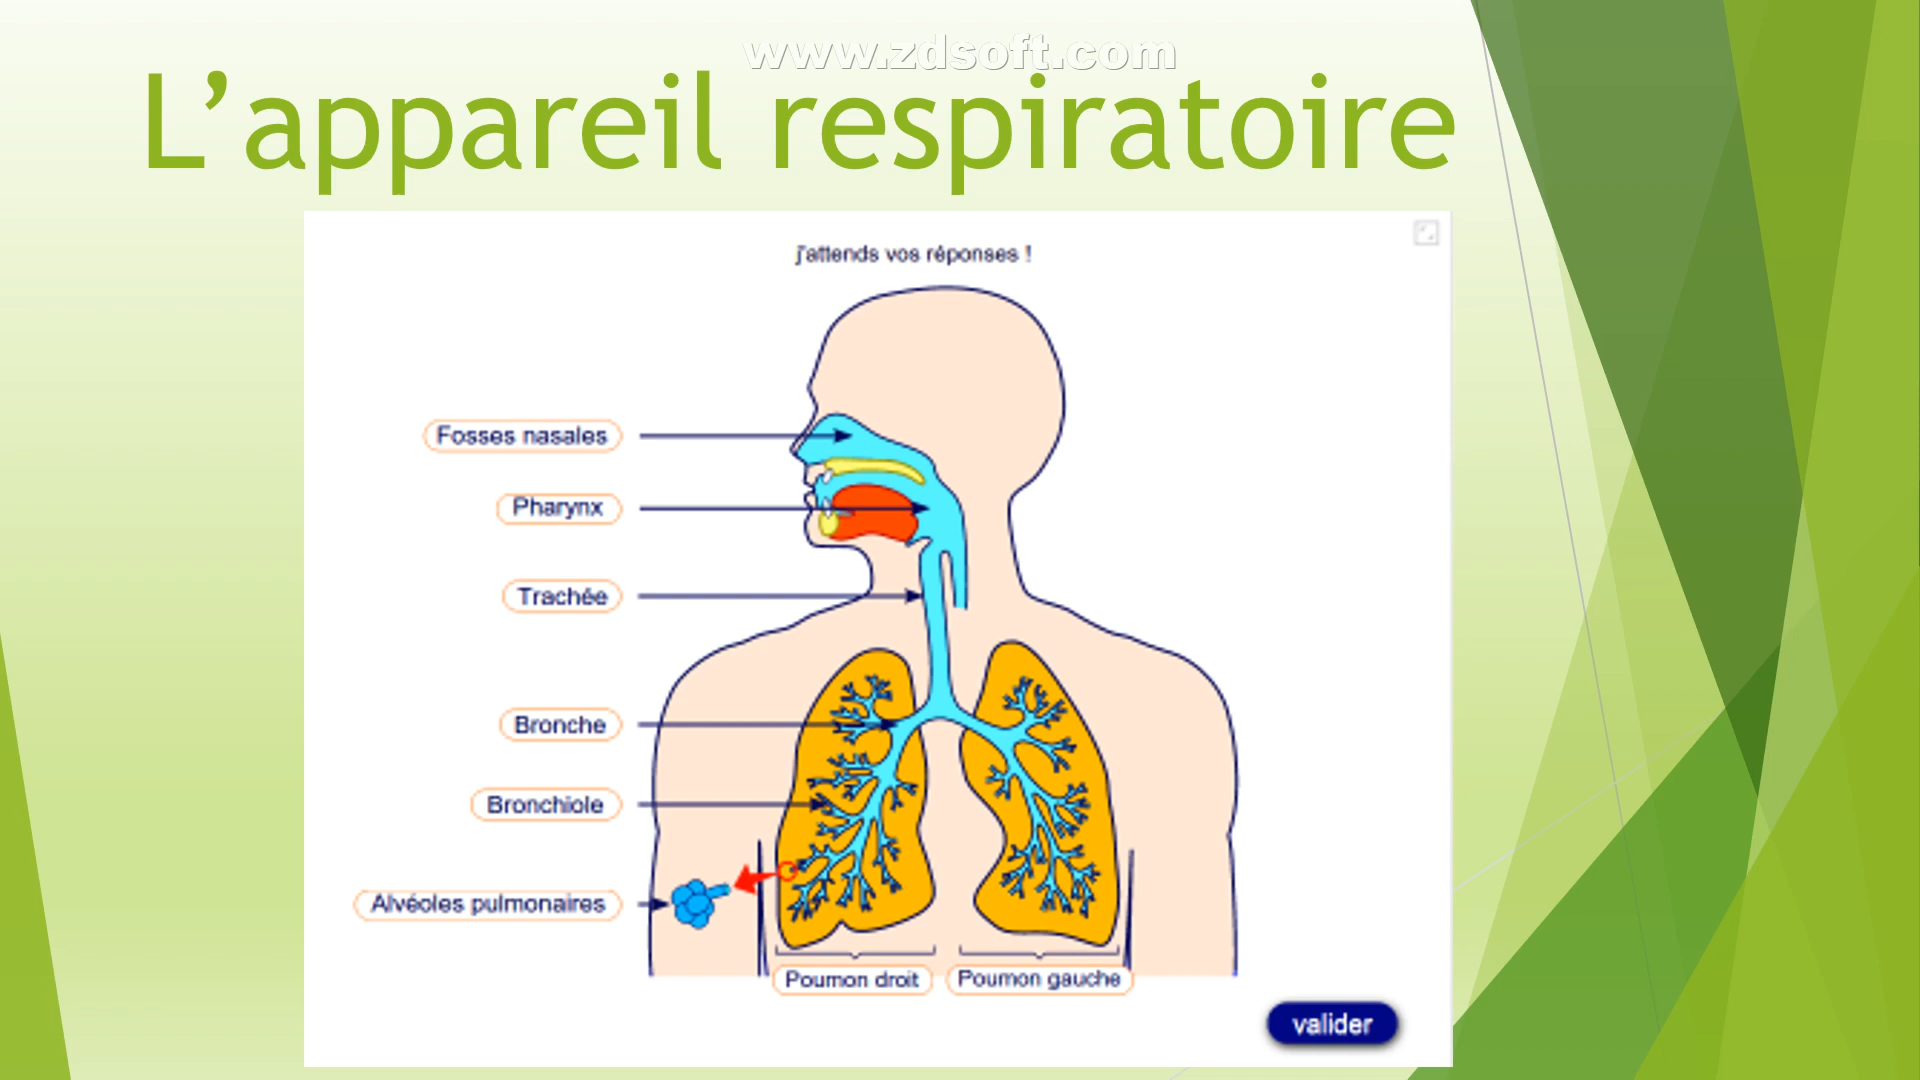 www.zdsoft.com
L’appareil respiratoire
j'attends vos réponses !
Fosses nasales
Pharynx
Trachée
Bronche
Bronchiole
Alvéoles pulmonaires
Poumon droit
Poumon gauche
valider